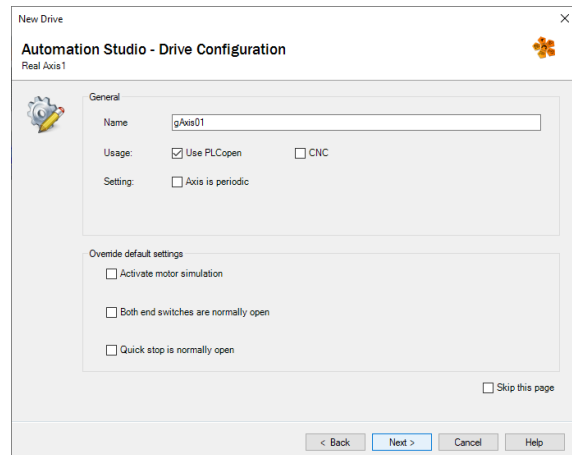 New Drive
Automation Studio - Drive Configuration
Real Axis1
General
Name gAxis01
Usage: Use PLCopen CNC
Setting: Axis is periodic
Override default settings
Activate motor simulation
Both end switches are normally open
Quick stop is normally open
Skip this page
< Back Next > Cancel Help